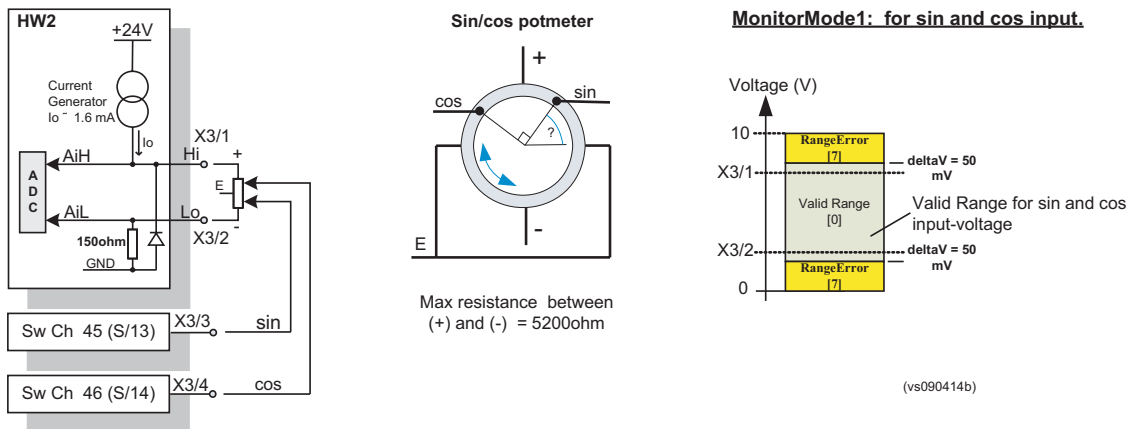 HW2
+24V
Current
Generator
Io ˜ 1.6 mA
Io
X3/1
AiH
Hi
+
A
D
C
E
AiL
Lo
-
X3/2
150ohm
GND
Sw Ch 45 (S/13)
X3/3
sin
Sw Ch 46 (S/14)
X3/4
cos
Sin/cos potmeter
+
cos
sin
?
E
-
Max resistance between
(+) and (-) = 5200ohm
MonitorMode1: for sin and cos input.
Voltage (V)
10
RangeError
[7]
deltaV = 50
mV
X3/1
Valid Range
[0]
Valid Range for sin and cos
input-voltage
X3/2
deltaV = 50
mV
RangeError
[7]
0
(vs090414b)